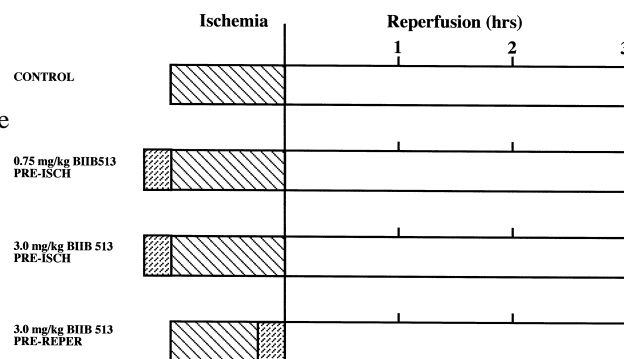 Ischemia Reperfusion (hrs)
1 2 3
CONTROL
e
0.75 mg/kg BIIB513
PRE-ISCH
3.0 mg/kg BIIB 513
PRE-ISCH
3.0 mg/kg BIIB 513
PRE-REPER